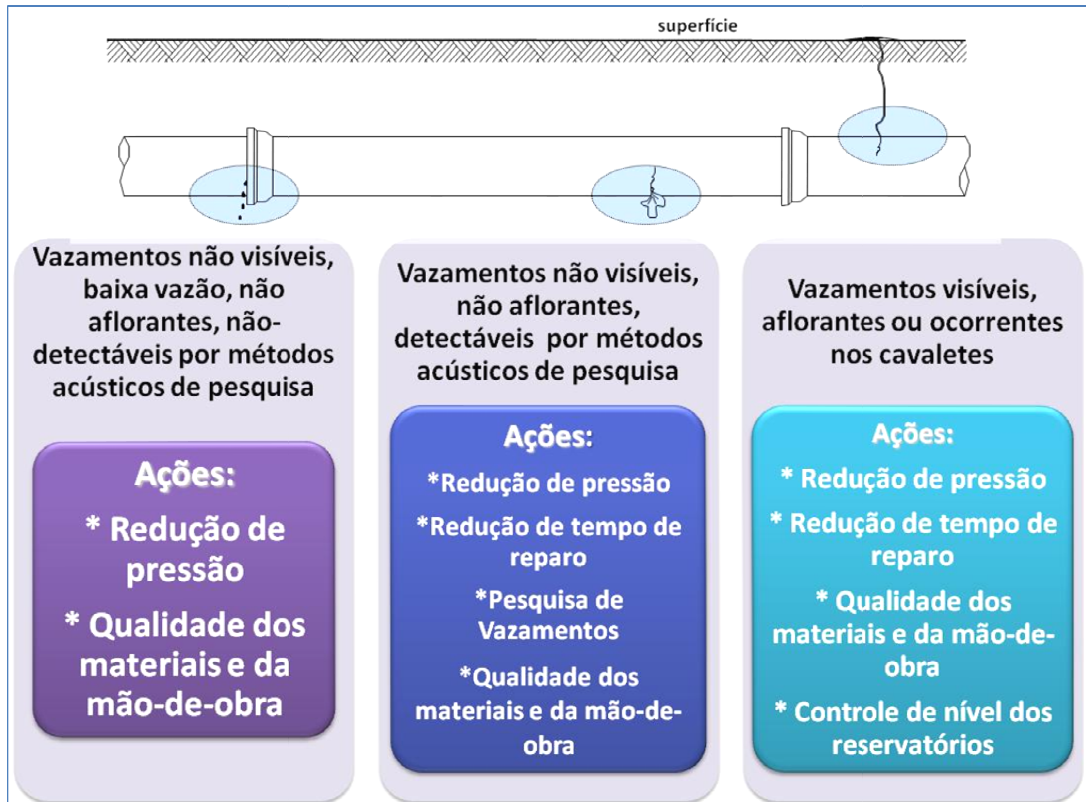 superfície
Vazamentos não visíveis,
baixa vazão, não
aflorantes, não-
detectáveis por métodos
acústicos de pesquisa
Ações:
* Redução de
pressão
* Qualidade dos
materiais e da
mão-de-obra
Vazamentos não visíveis,
não aflorantes,
detectáveis por métodos
acústicos de pesquisa
Ações:
*Redução de pressão
*Redução de tempo de
reparo
*Pesquisa de
Vazamentos
*Qualidade dos
materiais e da mão-de-
obra
Vazamentos visíveis,
aflorantes ou ocorrentes
nos cavaletes
Ações:
* Redução de pressão
* Redução de tempo de
reparo
* Qualidade dos
materiais e da mão-de-
obra
* Controle de nível dos
reservatórios